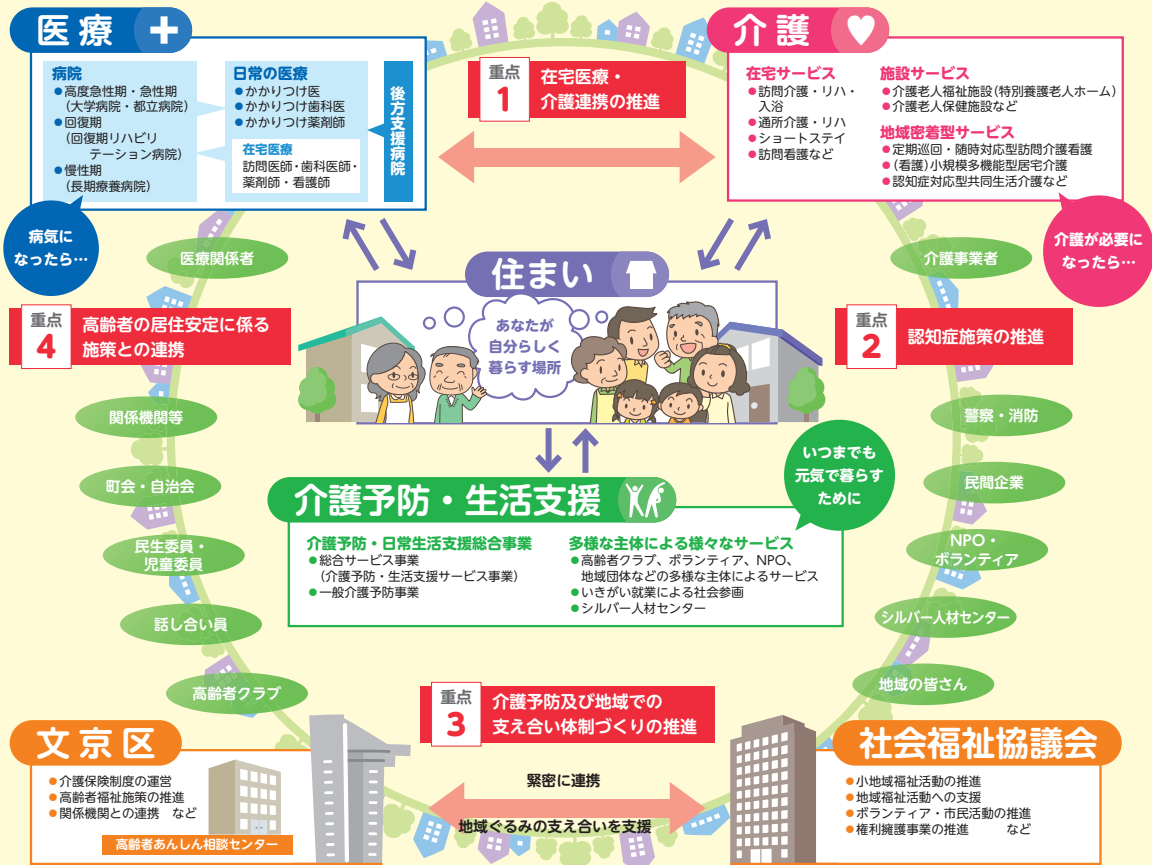 医療
病院
●高度急性期・急性期
(大学病院・都立病院)
●回復期
(回復期リハビリ
テーション病院)
●慢性期
(長期療養病院)
日常の医療
●かかりつけ医
●かかりつけ歯科医
●かかりつけ薬剤師
在宅医療
訪問医師・歯科医師・
薬剤師・看護師
後方支援病院
病気に
なったら…
重点
1
在宅医療・
介護連携の推進
介護
在宅サービス
●訪問介護・リハ・
入浴
●通所介護・リハ
●ショートステイ
●訪問看護など
施設サービス
●介護老人福祉施設(特別養護老人ホーム)
●介護老人保健施設など
地域密着型サービス
●定期巡回・随時対応型訪問介護看護
●(看護)小規模多機能型居宅介護
●認知症対応型共同生活介護など
介護が必要に
なったら…
医療関係者
介護事業者
住まい
あなたが
自分らしく
暮らす場所
重点
4
高齢者の居住安定に係る
施策との連携
重点
2
認知症施策の推進
関係機関等
町会・自治会
民生委員・
児童委員
話し合い員
高齢者クラブ
警察・消防
民間企業
NPO・
ボランティア
シルバー人材センター
地域の皆さん
いつまでも
元気で暮らす
ために
介護予防・生活支援
介護予防・日常生活支援総合事業
●総合サービス事業
(介護予防・生活支援サービス事業)
●一般介護予防事業
多様な主体による様々なサービス
●高齢者クラブ、ボランティア、NPO、
地域団体などの多様な主体によるサービス
●いきがい就業による社会参画
●シルバー人材センター
重点
3
介護予防及び地域での
支え合い体制づくりの推進
文京区
●介護保険制度の運営
●高齢者福祉施策の推進
●関係機関との連携 など
高齢者あんしん相談センター
緊密に連携
地域ぐるみの支え合いを支援
社会福祉協議会
●小地域福祉活動の推進
●地域福祉活動への支援
●ボランティア・市民活動の推進
●権利擁護事業の推進 など